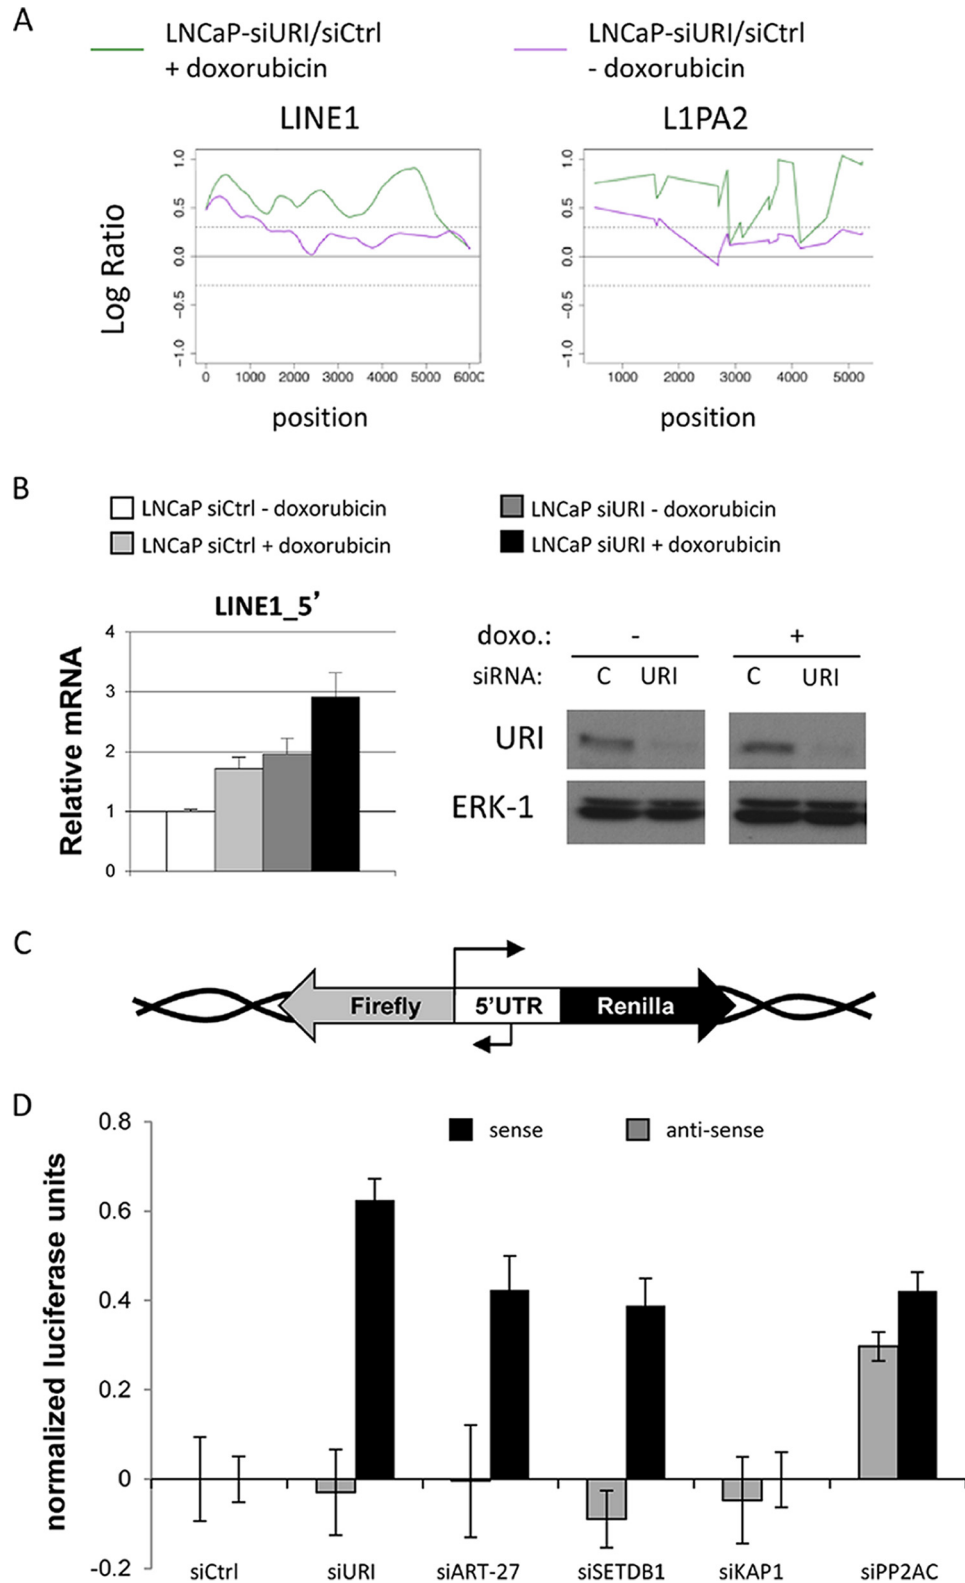 A
LNCaP-siURI/siCtrl
+ doxorubicin
LNCaP-siURI/siCtrl
- doxorubicin
LINE1
L1PA2
Log Ratio
1.0
0.5
0.0
-0.5
-1.0
0 1000 2000 3000 4000 5000 600C
position
1.0
0.5
0.0
-0.5
-1.0
1000 2000 3000 4000 5000
position
B
LNCaP siCtrl - doxorubicin
LNCaP siURI - doxorubicin
LNCaP siCtrl + doxorubicin
LNCaP siURI + doxorubicin
LINE1_5’
Relative mRNA
4
3
2
1
0
doxo.: - +
siRNA: C URI C URI
URI
ERK-1
C
Firefly 5’UTR Renilla
D
sense anti-sense
normalized luciferase units
0.8
0.6
0.4
0.2
0
-0.2
siCtrl siURI siART-27 siSETDB1 siKAP1 siPP2AC